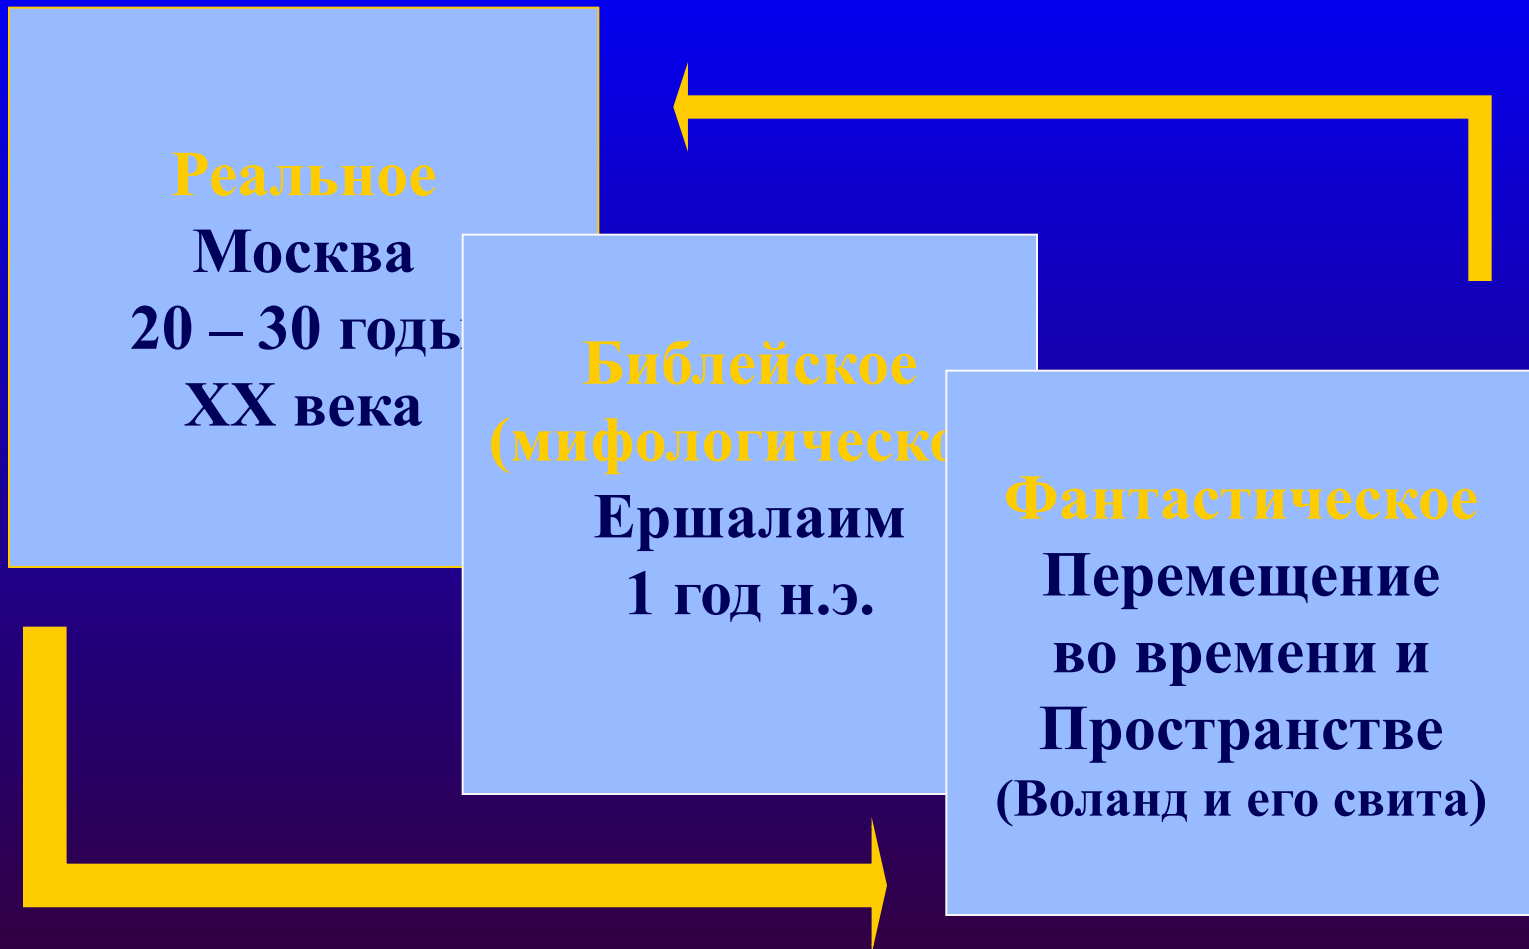 Реальное
Москва
20 – 30 годы
XX века
Библейское
(мифологическо
Ершалаим
1 год н.э.
Фантастическое
Перемещение
во времени и
Пространстве
(Воланд и его свита)